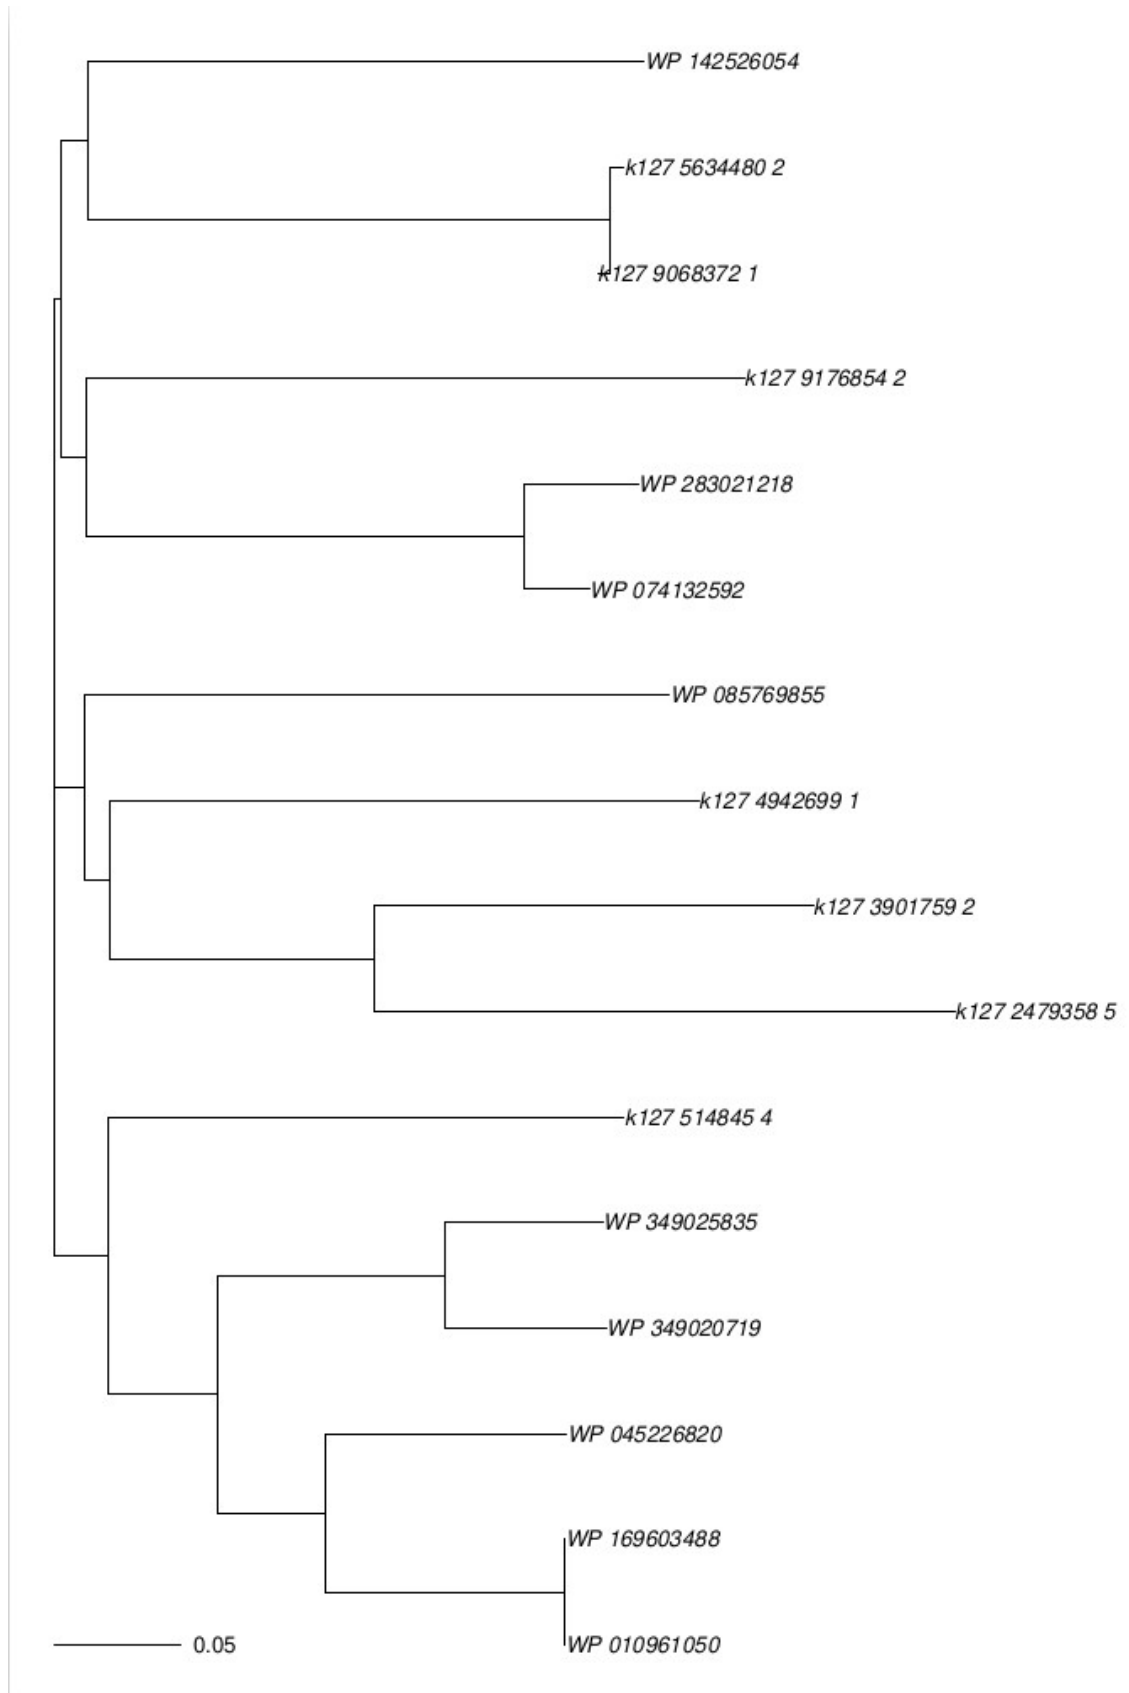 WP 142526054
k127 5634480 2
k127 9068372 1
k127 9176854 2
WP 283021218
WP 074132592
WP 085769855
k127 4942699 1
k127 3901759 2
k127 2479358 5
k127 514845 4
WP 349025835
WP 349020719
WP 045226820
WP 169603488
WP 010961050
0.05